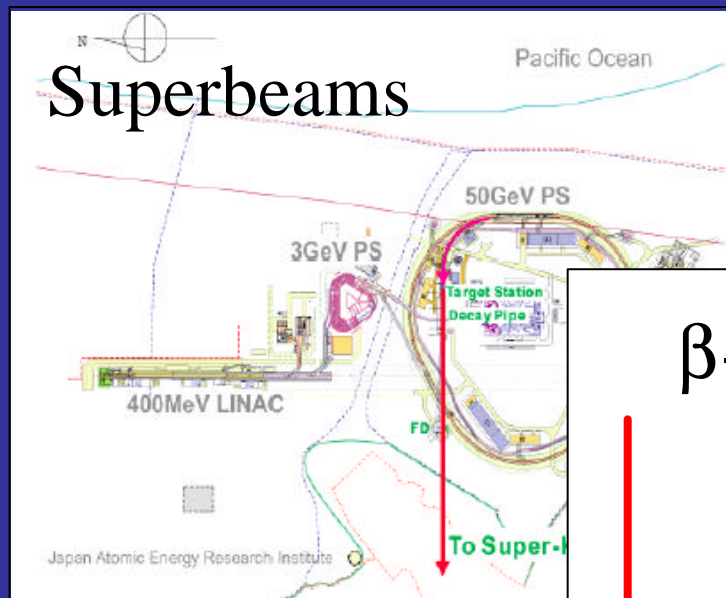 N
Pacific Ocean
Superbeams
50GeV PS
3GeV PS
Target Station
Decay Pipe
β-
400MeV LINAC
FD
To Super-K
Japan Atomic Energy Research Institute